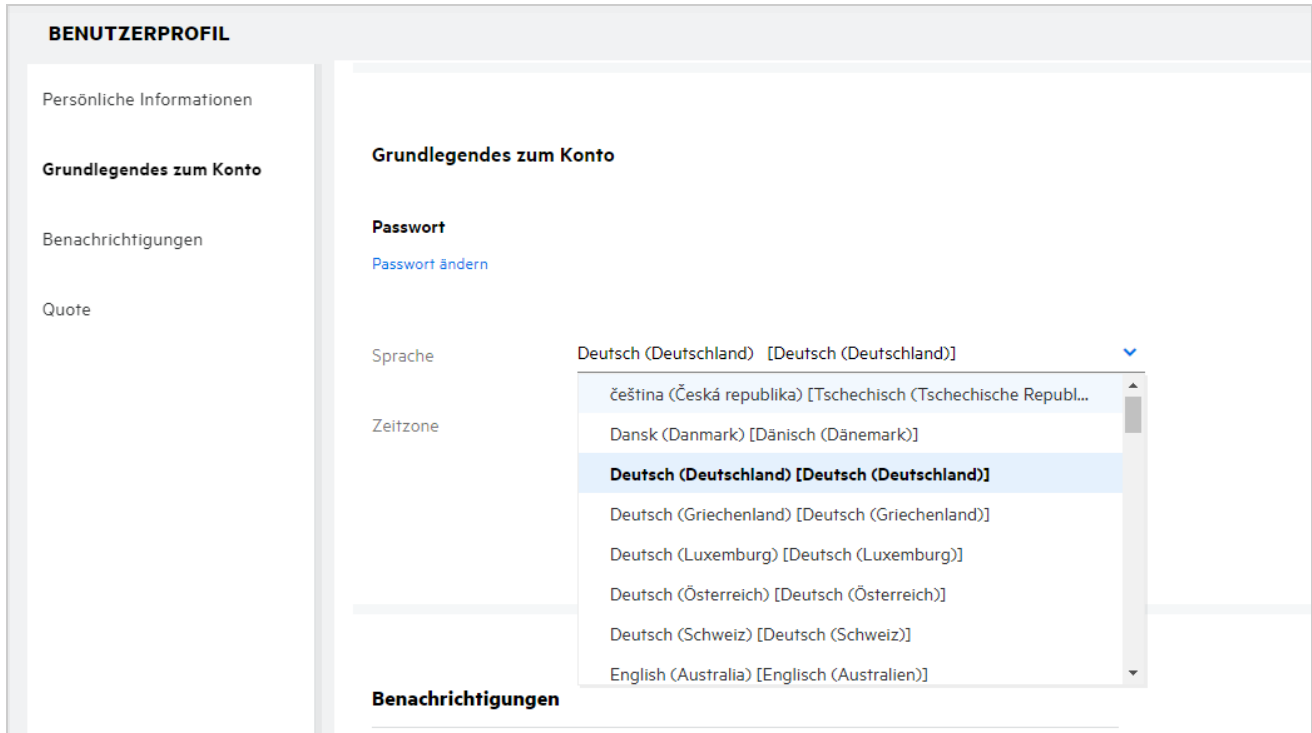 BENUTZERPROFIL
Persönliche Informationen
Grundlegendes zum Konto
Benachrichtigungen
Quote
Grundlegendes zum Konto
Passwort
Passwort ändern
Sprache
Deutsch (Deutschland) [Deutsch (Deutschland)]
čeština (Česká republika) [Tschechisch (Tschechische Republ...
Zeitzone
Dansk (Danmark) [Dänisch (Dänemark)]
Deutsch (Deutschland) [Deutsch (Deutschland)]
Deutsch (Griechenland) [Deutsch (Griechenland)]
Deutsch (Luxemburg) [Deutsch (Luxemburg)]
Deutsch (Österreich) [Deutsch (Österreich)]
Deutsch (Schweiz) [Deutsch (Schweiz)]
English (Australia) [Englisch (Australien)]
Benachrichtigungen